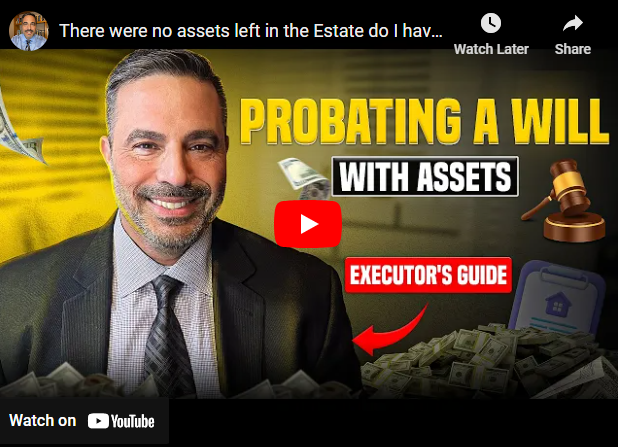 There were no assets left in the Estate do I hav...
Watch Later
Share
PROBATING A WILL
WITH ASSETS
EXECUTOR'S GUIDE
Watch on YouTube